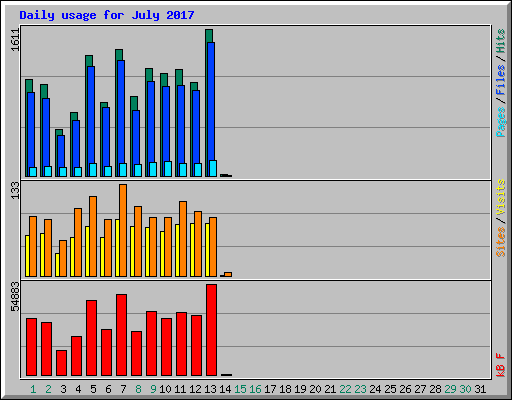 Daily usage for July 2017
1611
133
54883
Pages/Files/Hits
Sites/Visits
kB F
1 2 3 4 5 6 7 8 9 10 11 12 13 14 15 16 17 18 19 20 21 22 23 24 25 26 27 28 29 30 31